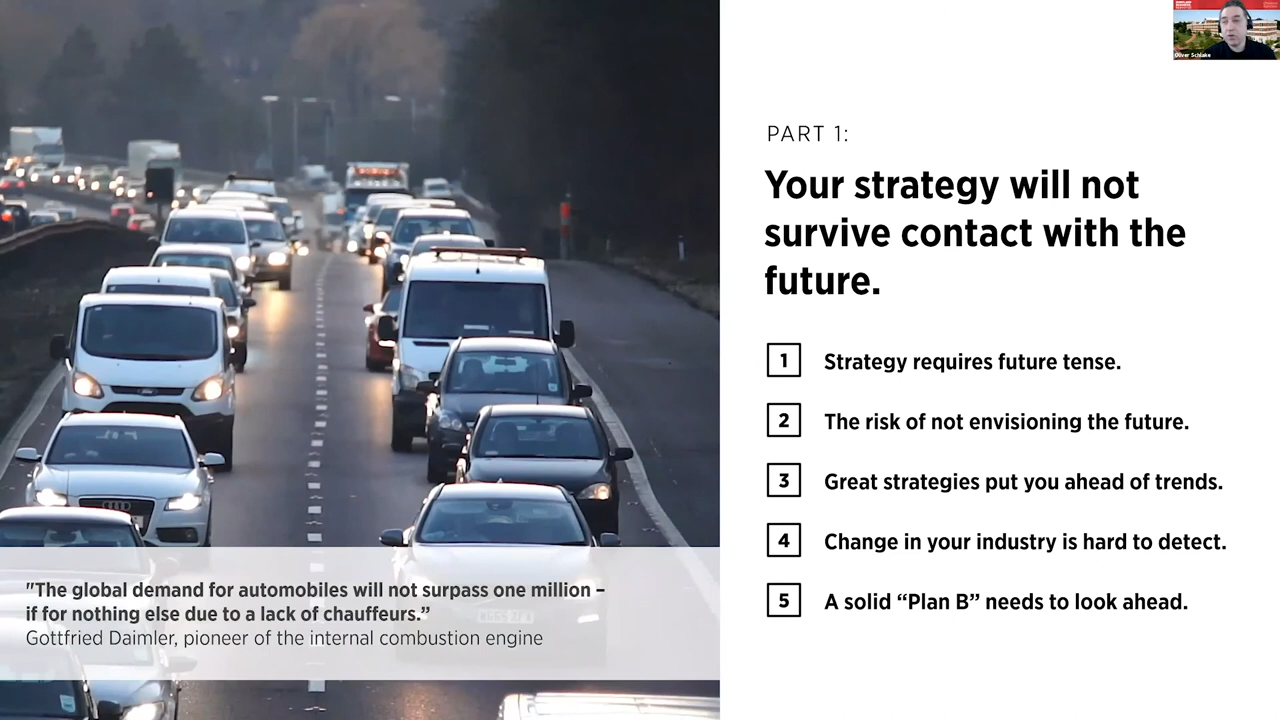 Oliver Schlake
PART 1:
Your strategy will not
survive contact with the
future.
1 Strategy requires future tense.
2 The risk of not envisioning the future.
3 Great strategies put you ahead of trends.
4 Change in your industry is hard to detect.
5 A solid “Plan B” needs to look ahead.
"The global demand for automobiles will not surpass one million –
if for nothing else due to a lack of chauffeurs.”
Gottfried Daimler, pioneer of the internal combustion engine